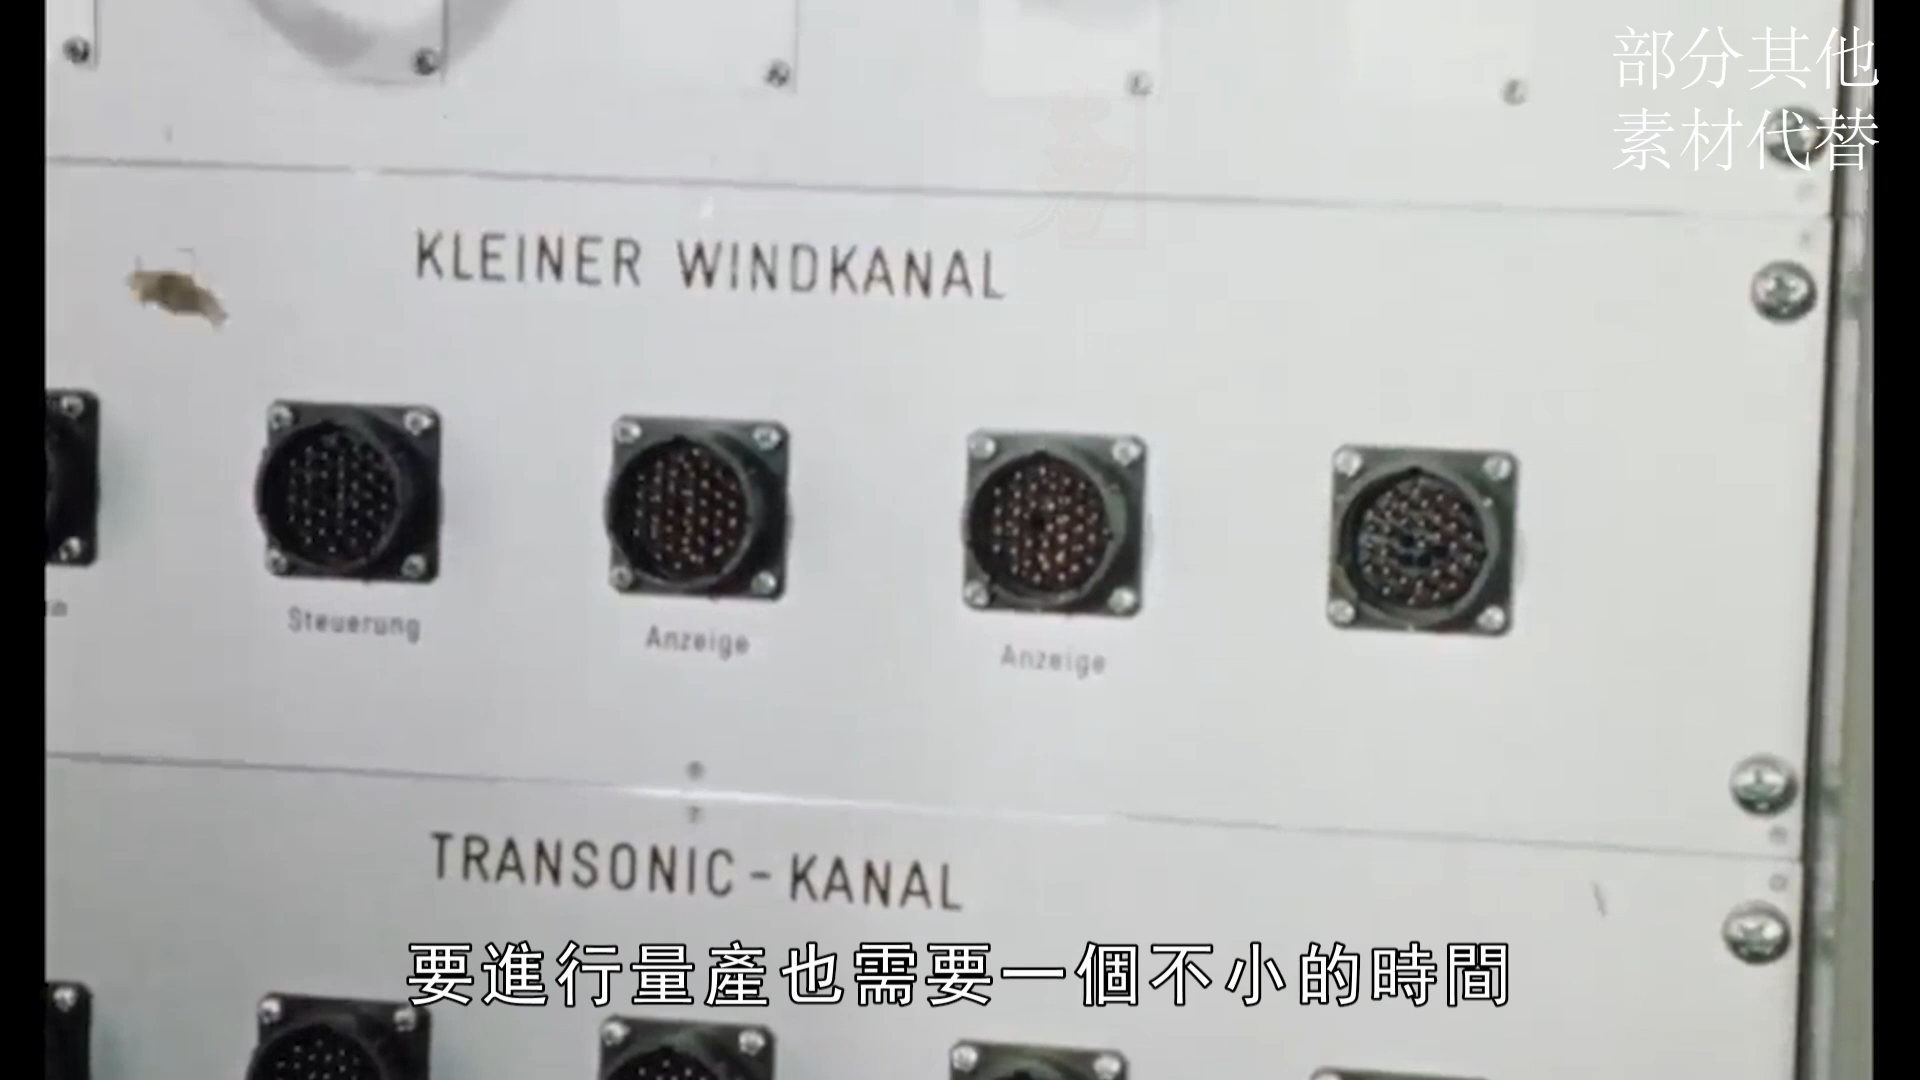 部分其他
素材代替
KLEINER WINDKANAL
Steuerung
Anzeige
Anzeige
TRANSONIC-KANAL
要進行量產也需要一個不小的時間